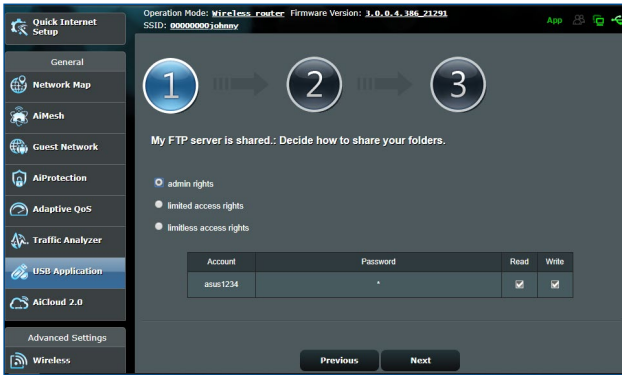 Quick Internet
Setup
Operation Mode: Wireless router Firmware Version: 3.0.0.4.386_21291
SSID: 00000000johnny
App
General
Network Map
AiMesh
Guest Network
AiProtection
Adaptive QoS
Traffic Analyzer
USB Application
AiCloud 2.0
Advanced Settings
Wireless
1 2 3
My FTP server is shared.: Decide how to share your folders.
admin rights
limited access rights
limitless access rights
Account Password Read Write
asus1234 *
Previous Next